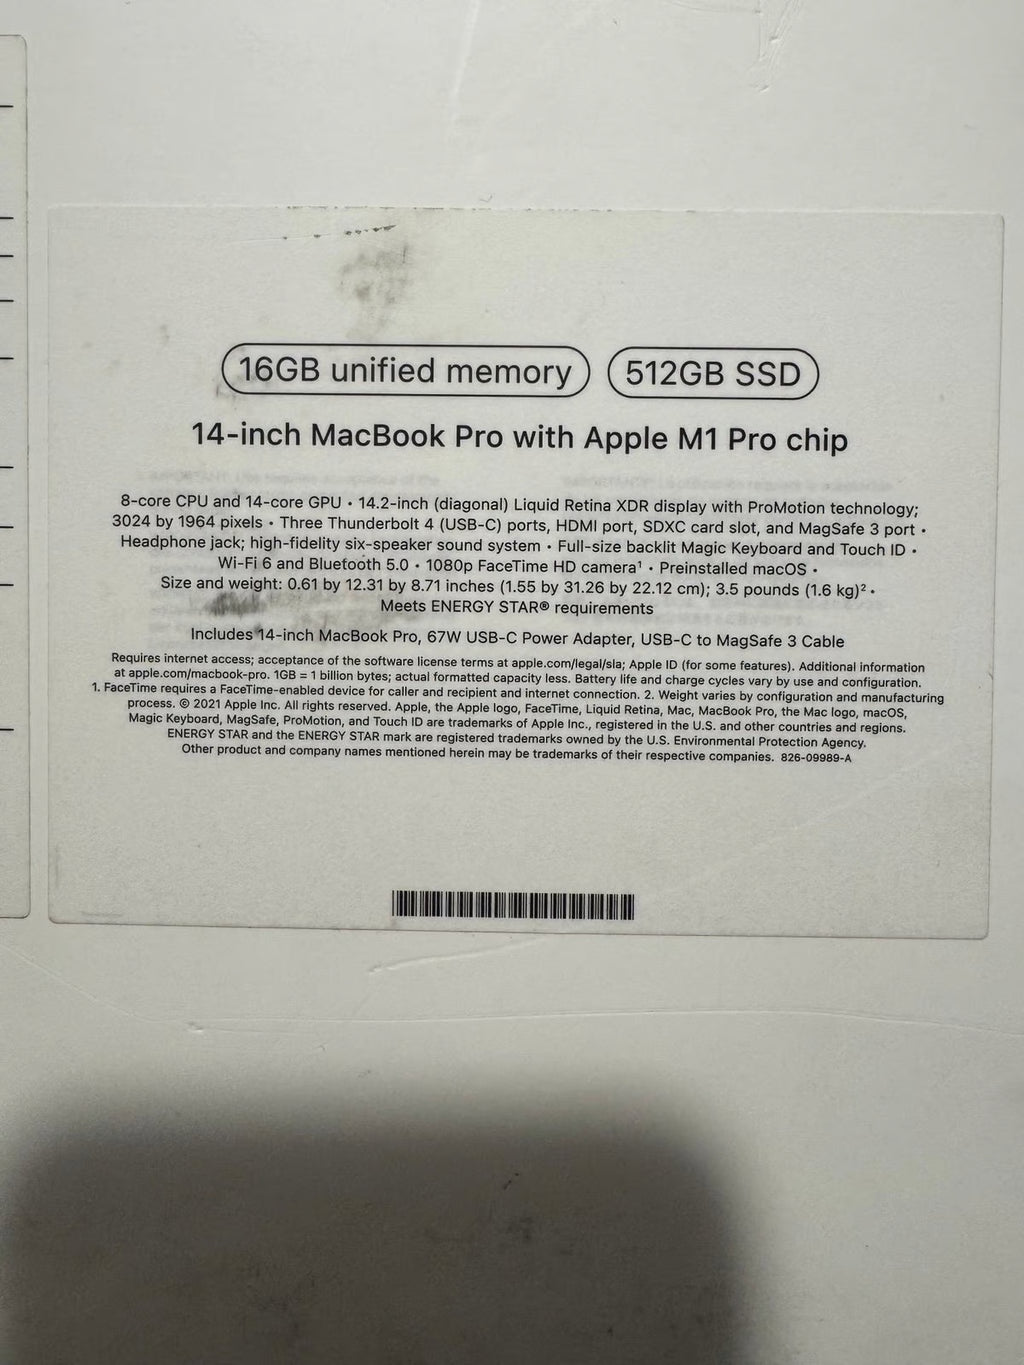 16GB unified memory 512GB SSD
14-inch MacBook Pro with Apple M1 Pro chip
8-core CPU and 14-core GPU • 14.2-inch (diagonal) Liquid Retina XDR display with ProMotion technology;
3024 by 1964 pixels • Three Thunderbolt 4 (USB-C) ports, HDMI port, SDXC card slot, and MagSafe 3 port •
Headphone jack; high-fidelity six-speaker sound system • Full-size backlit Magic Keyboard and Touch ID •
Wi-Fi 6 and Bluetooth 5.0 • 1080p FaceTime HD camera¹ • Preinstalled macOS •
Size and weight: 0.61 by 12.31 by 8.71 inches (1.55 by 31.26 by 22.12 cm); 3.5 pounds (1.6 kg)² •
Meets ENERGY STAR® requirements
Includes 14-inch MacBook Pro, 67W USB-C Power Adapter, USB-C to MagSafe 3 Cable
Requires internet access; acceptance of the software license terms at apple.com/legal/sla; Apple ID (for some features). Additional information
at apple.com/macbook-pro. 1GB = 1 billion bytes; actual formatted capacity less. Battery life and charge cycles vary by use and configuration.
1. FaceTime requires a FaceTime-enabled device for caller and recipient and internet connection. 2. Weight varies by configuration and manufacturing
process. © 2021 Apple Inc. All rights reserved. Apple, the Apple logo, FaceTime, Liquid Retina, Mac, MacBook Pro, the Mac logo, macOS,
Magic Keyboard, MagSafe, ProMotion, and Touch ID are trademarks of Apple Inc., registered in the U.S. and other countries and regions.
ENERGY STAR and the ENERGY STAR mark are registered trademarks owned by the U.S. Environmental Protection Agency.
Other product and company names mentioned herein may be trademarks of their respective companies. 826-09989-A